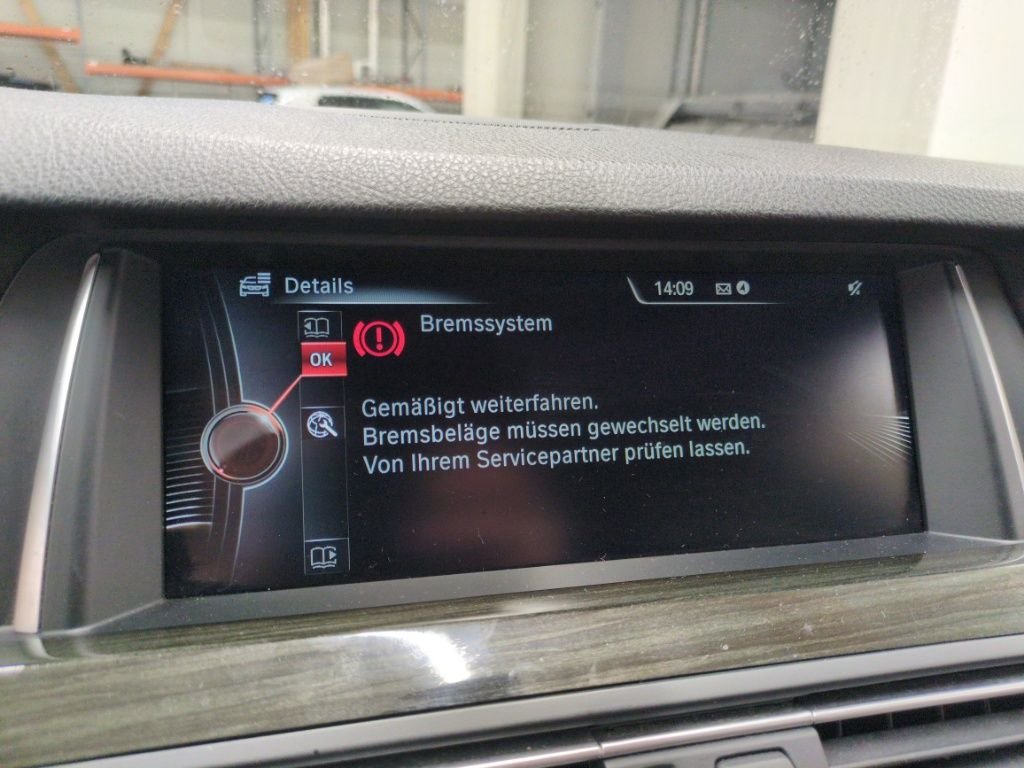 Details
14:09
Bremssystem
OK
Gemäßigt weiterfahren.
Bremsbeläge müssen gewechselt werden.
Von Ihrem Servicepartner prüfen lassen.